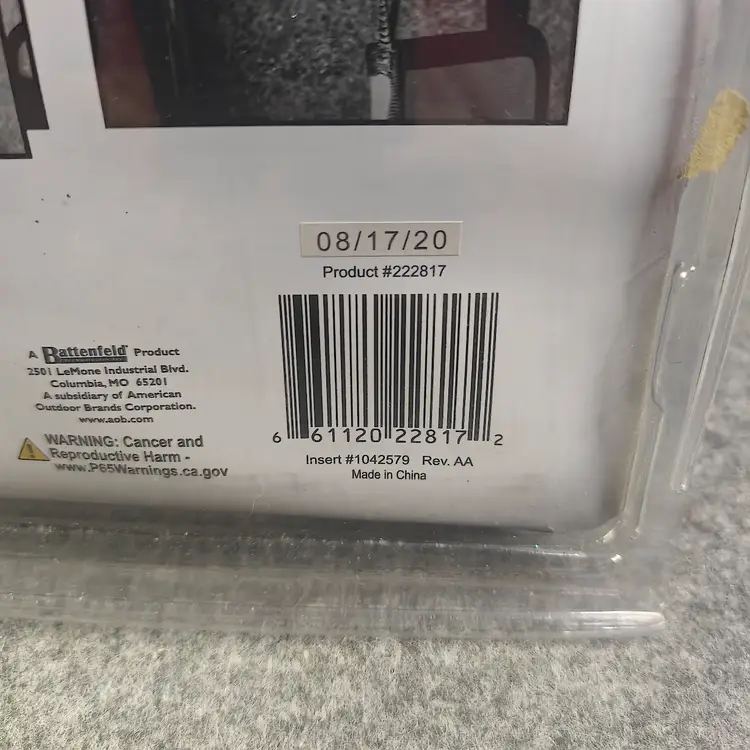 08/17/20
Product #222817
6 61120 22817 2
Insert #1042579 Rev. AA
Made in China
A Battenfeld Product
2501 LeMone Industrial Blvd.
Columbia, MO 65201
A subsidiary of American
Outdoor Brands Corporation.
www.aob.com
WARNING: Cancer and
Reproductive Harm -
www.P65Warnings.ca.gov